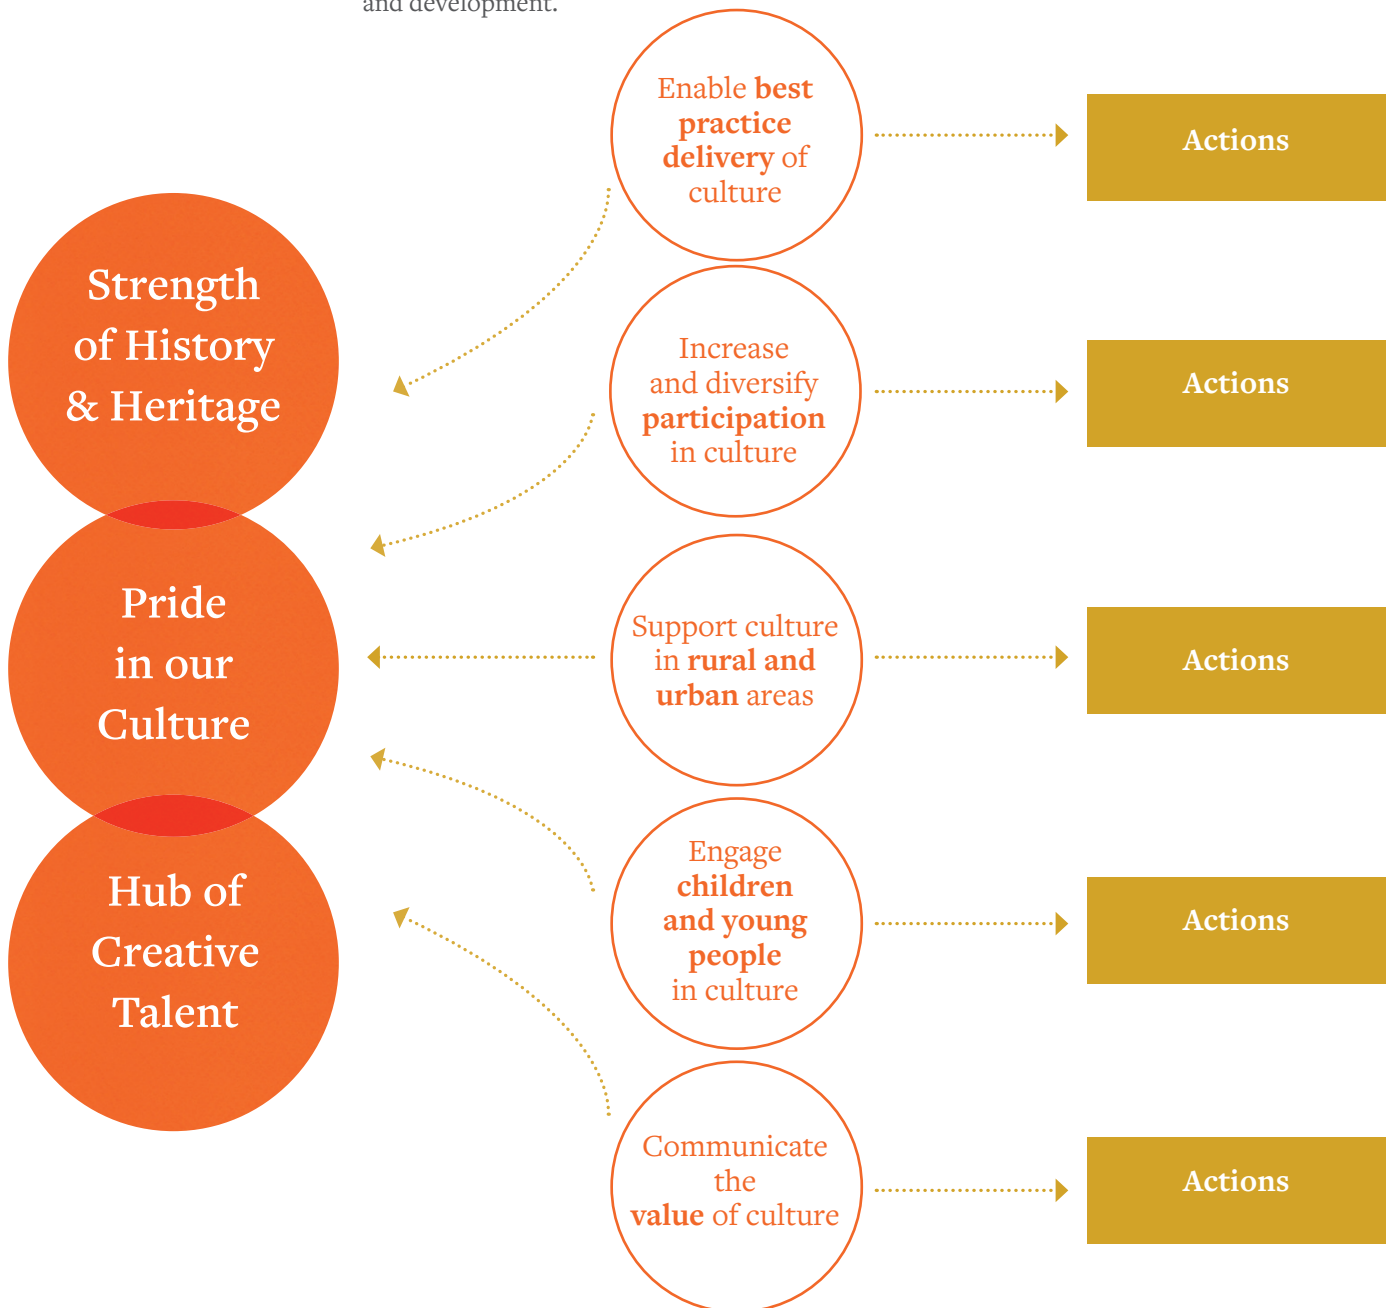 and development.
Strength
of History
& Heritage
Pride
in our
Culture
Hub of
Creative
Talent
Enable best
practice
delivery of
culture
Actions
Increase
and diversify
participation
in culture
Actions
Support culture
in rural and
urban areas
Actions
Engage
children
and young
people
in culture
Actions
Communicate
the
value of culture
Actions